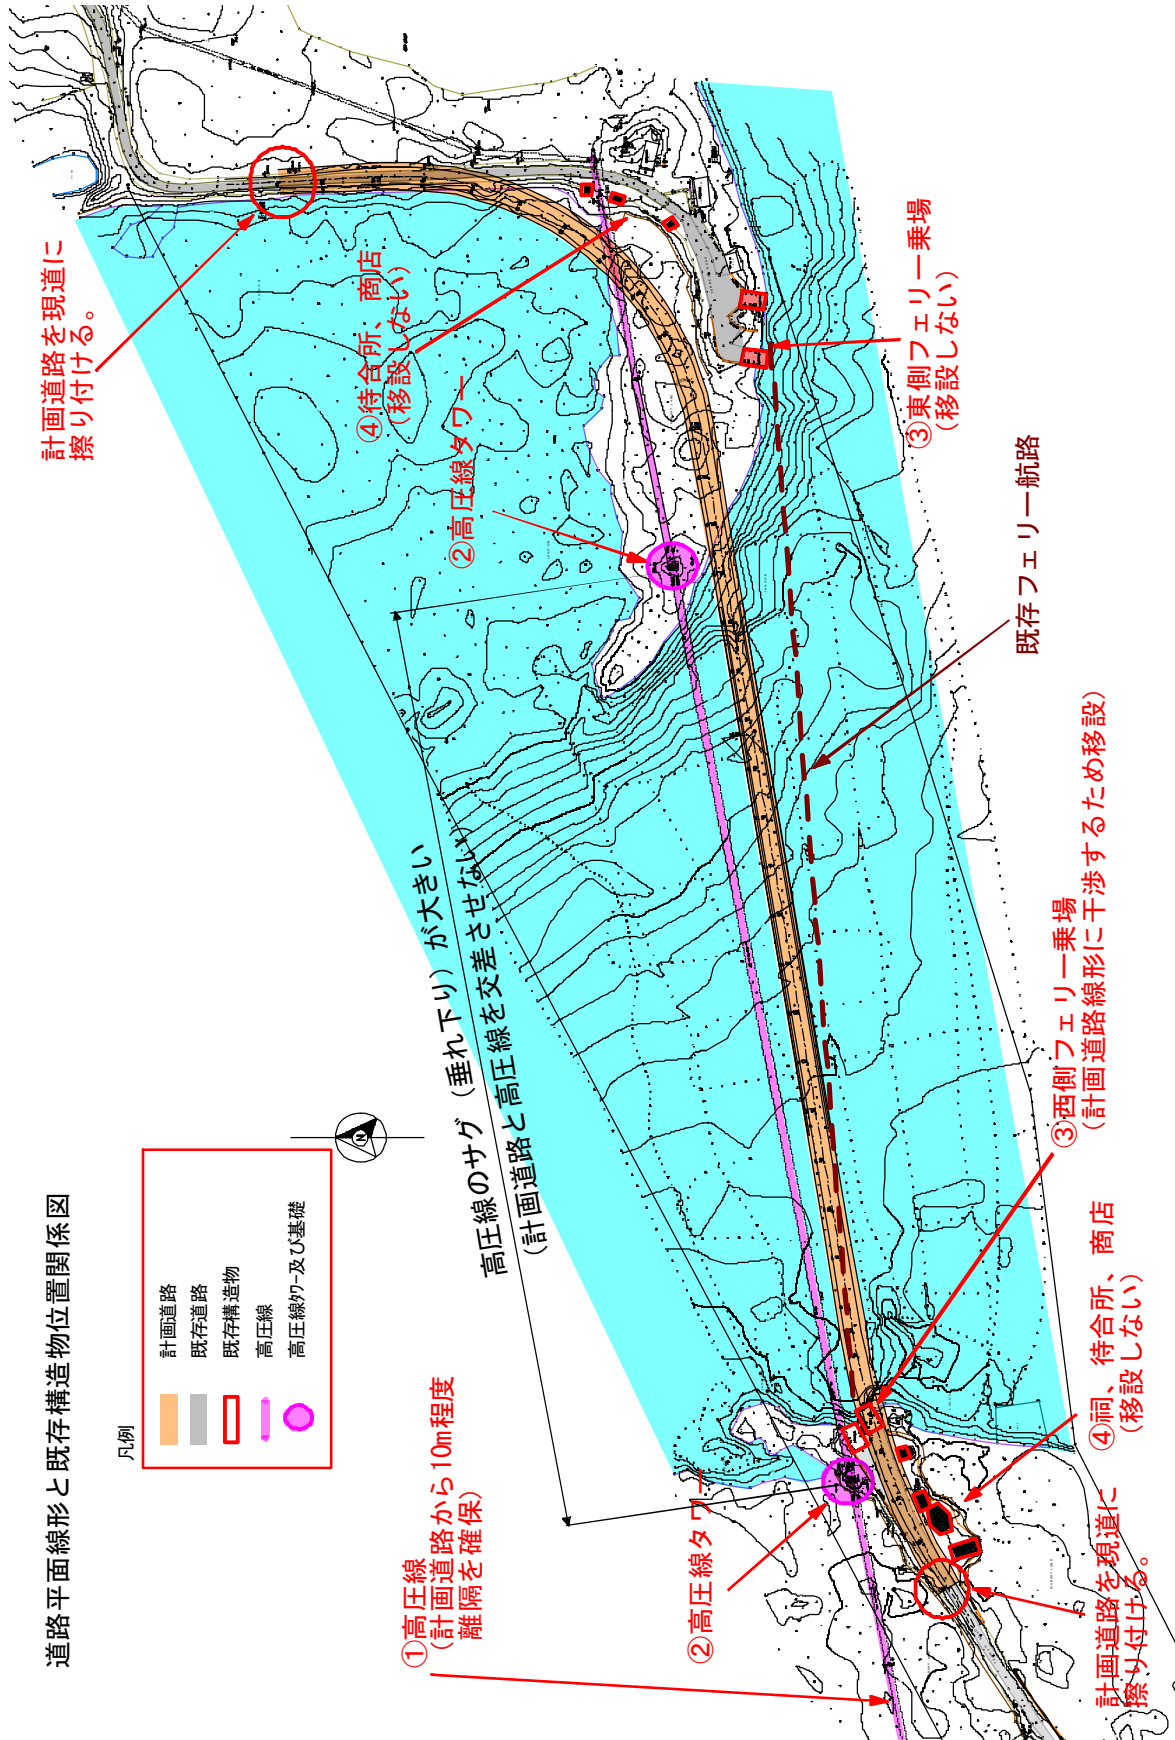 道路平面線形と既存構造物位置関係図
凡例
計画道路
既存道路
既存構造物
高圧線
高圧線ﾀﾜｰ及び基礎
N
計画道路を現道に
擦り付ける。
④待合所、商店
(移設しない)
②高圧線タワー
③東側フェリー乗場
(移設しない)
既存フェリー航路
高圧線のサグ（垂れ下り）が大きい
(計画道路と高圧線を交差させない)
①高圧線
(計画道路から10m程度
離隔を確保)
②高圧線タワー
③西側フェリー乗場
(計画道路線形に干渉するため移設)
④祠、待合所、商店
(移設しない)
計画道路を現道に
擦り付ける。